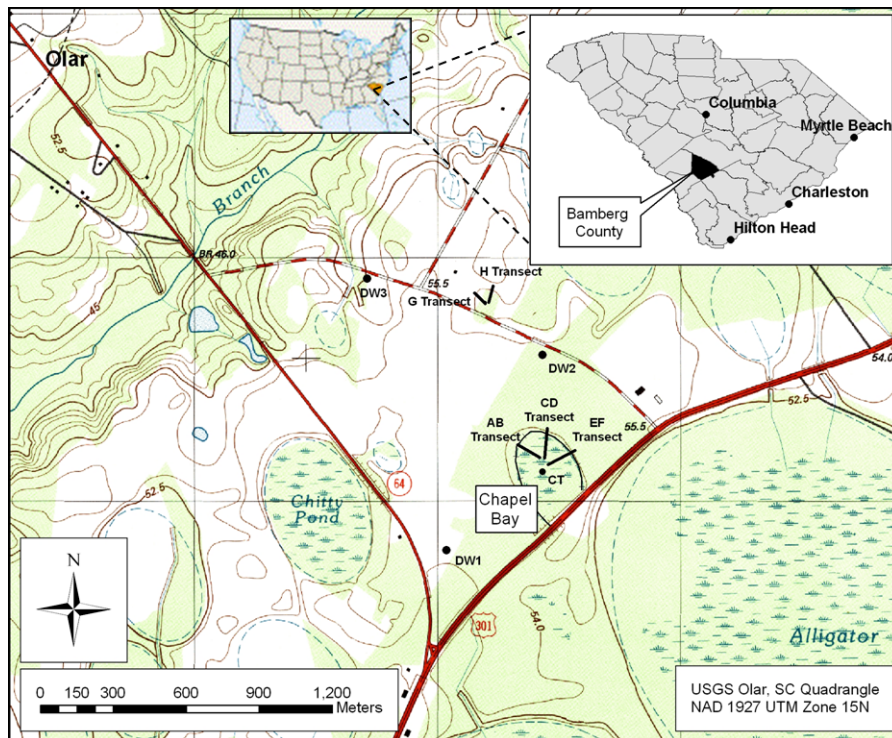 Olar
52.5
Branch
BR 46.0
45
Columbia
Myrtle Beach
Charleston
Hilton Head
Bamberg
County
DW3
55.5
H Transect
G Transect
DW2
54.0
52.5
55.5
CD
Transect
AB
Transect
EF
Transect
CT
Chapel
Bay
64
Chitty
Pond
52.5
DW1
301
54.0
Alligator
N
0 150 300 600 900 1,200
Meters
USGS Olar, SC Quadrangle
NAD 1927 UTM Zone 15N